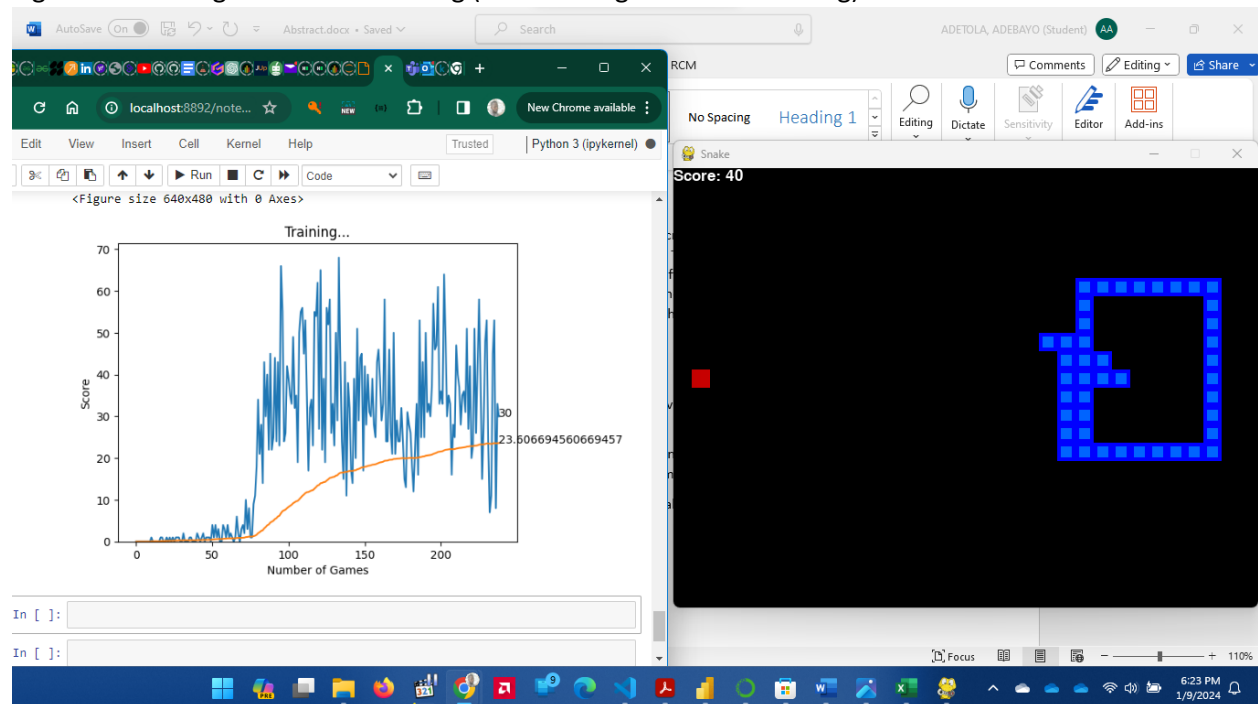 AutoSave On
Abstract.docx • Saved
Search
ADETOLA, ADEBAYO (Student) AA
RCM
Comments
Editing
Share
No Spacing
Heading 1
Editing
Dictate
Sensitivity
Editor
Add-ins
localhost:8892/note...
NEW
New Chrome available
Edit View Insert Cell Kernel Help
Trusted
Python 3 (ipykernel)
Run
Code
<Figure size 640x480 with 0 Axes>
Training...
70
60
50
40
30
20
10
0
Score
0 50 100 150 200
Number of Games
30
23.606694560669457
In [ ]:
In [ ]:
Snake
Score: 40
Focus
110%
PRE
321
9
6:23 PM
1/9/2024